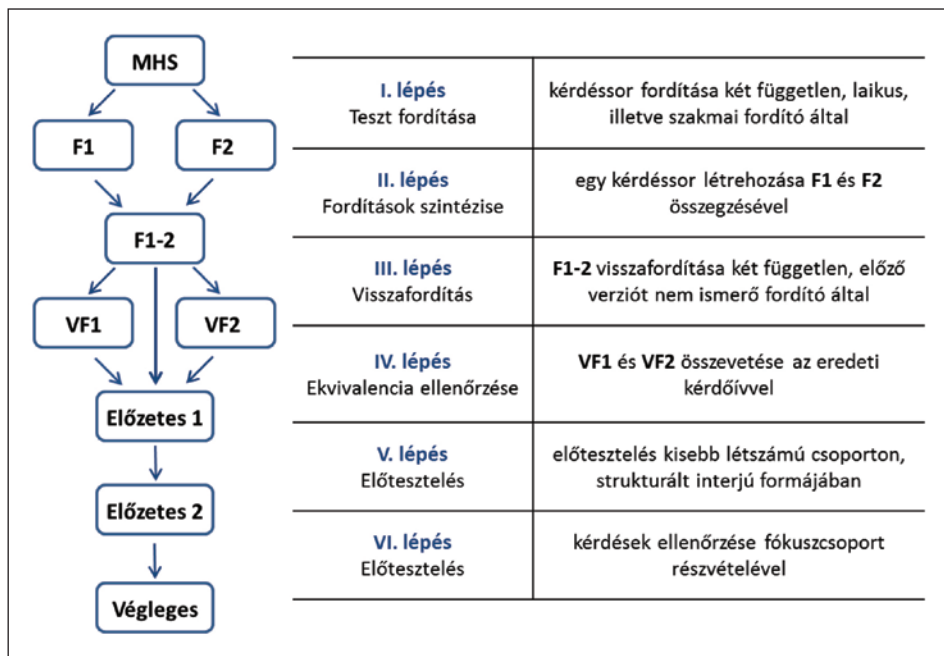 MHS
F1
F2
F1-2
VF1
VF2
Előzetes 1
Előzetes 2
Végleges
I. lépés
Teszt fordítása
kérdéssor fordítása két független, laikus,
illetve szakmai fordító által
II. lépés
Fordítások szintézise
egy kérdéssor létrehozása F1 és F2
összegzésével
III. lépés
Visszafordítás
F1-2 visszafordítása két független, előző
verziót nem ismerő fordító által
IV. lépés
Ekvivalencia ellenőrzése
VF1 és VF2 összevetése az eredeti
kérdőívvel
V. lépés
Előtesztelés
előtesztelés kisebb létszámú csoporton,
strukturált interjú formájában
VI. lépés
Előtesztelés
kérdések ellenőrzése fókuszcsoport
részvételével